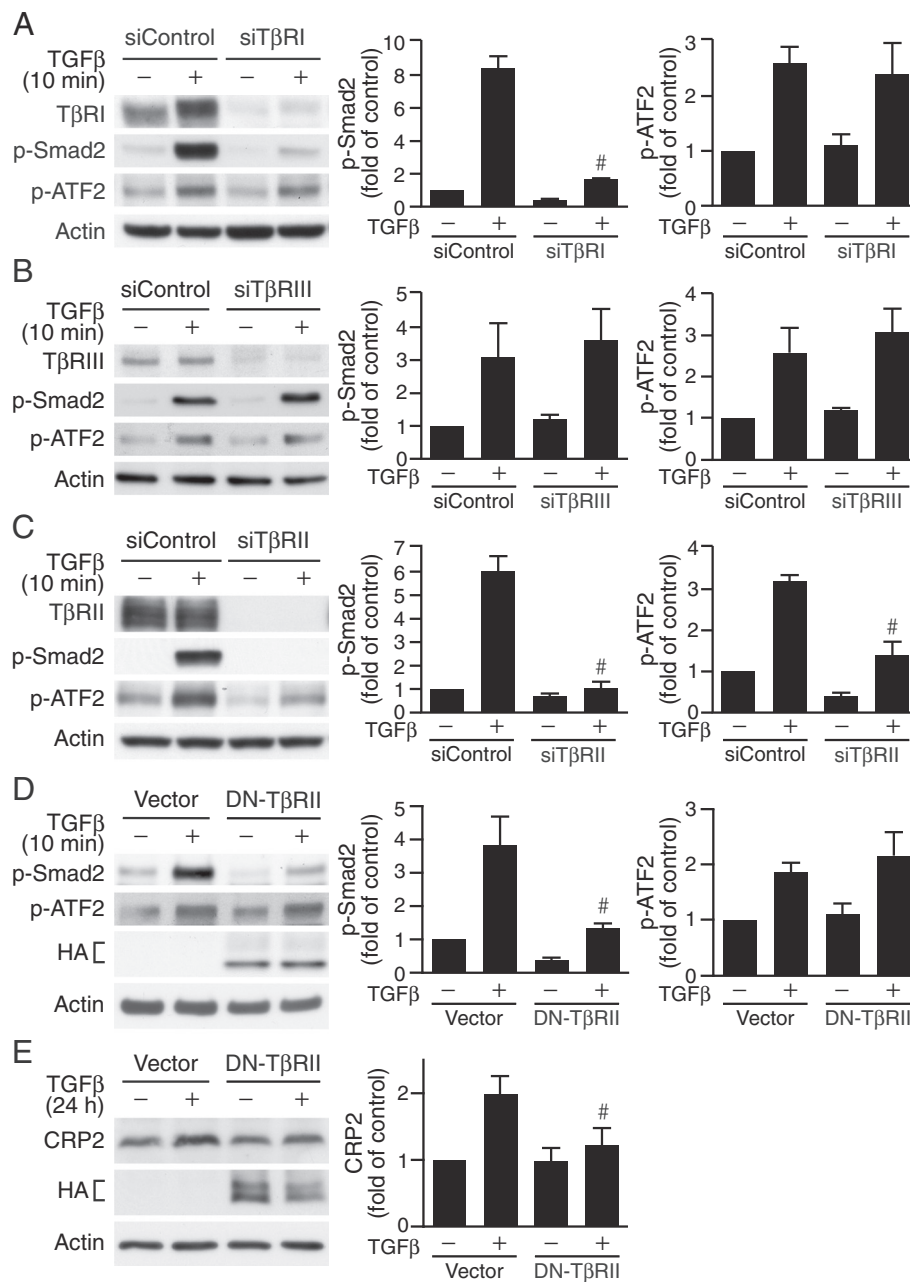 A
siControl siTβRI
TGFβ
(10 min) – + – +
TβRI
p-Smad2
p-ATF2
Actin
p-Smad2
(fold of control)
10
8
6
4
2
0
TGFβ – + – +
siControl siTβRI
#
p-ATF2
(fold of control)
3
2
1
0
TGFβ – + – +
siControl siTβRI
B
siControl siTβRIII
TGFβ
(10 min) – + – +
TβRIII
p-Smad2
p-ATF2
Actin
p-Smad2
(fold of control)
5
4
3
2
1
0
TGFβ – + – +
siControl siTβRIII
p-ATF2
(fold of control)
4
3
2
1
0
TGFβ – + – +
siControl siTβRIII
C
siControl siTβRII
TGFβ
(10 min) – + – +
TβRII
p-Smad2
p-ATF2
Actin
p-Smad2
(fold of control)
7
6
5
4
3
2
1
0
#
TGFβ – + – +
siControl siTβRII
p-ATF2
(fold of control)
4
3
2
1
0
#
TGFβ – + – +
siControl siTβRII
D
Vector DN-TβRII
TGFβ
(10 min) – + – +
p-Smad2
p-ATF2
HA [
Actin
p-Smad2
(fold of control)
5
4
3
2
1
0
#
TGFβ – + – +
Vector DN-TβRII
p-ATF2
(fold of control)
3
2
1
0
TGFβ – + – +
Vector DN-TβRII
E
Vector DN-TβRII
TGFβ
(24 h) – + – +
CRP2
HA [
Actin
CRP2
(fold of control)
2
1
0
#
TGFβ – + – +
Vector DN-TβRII